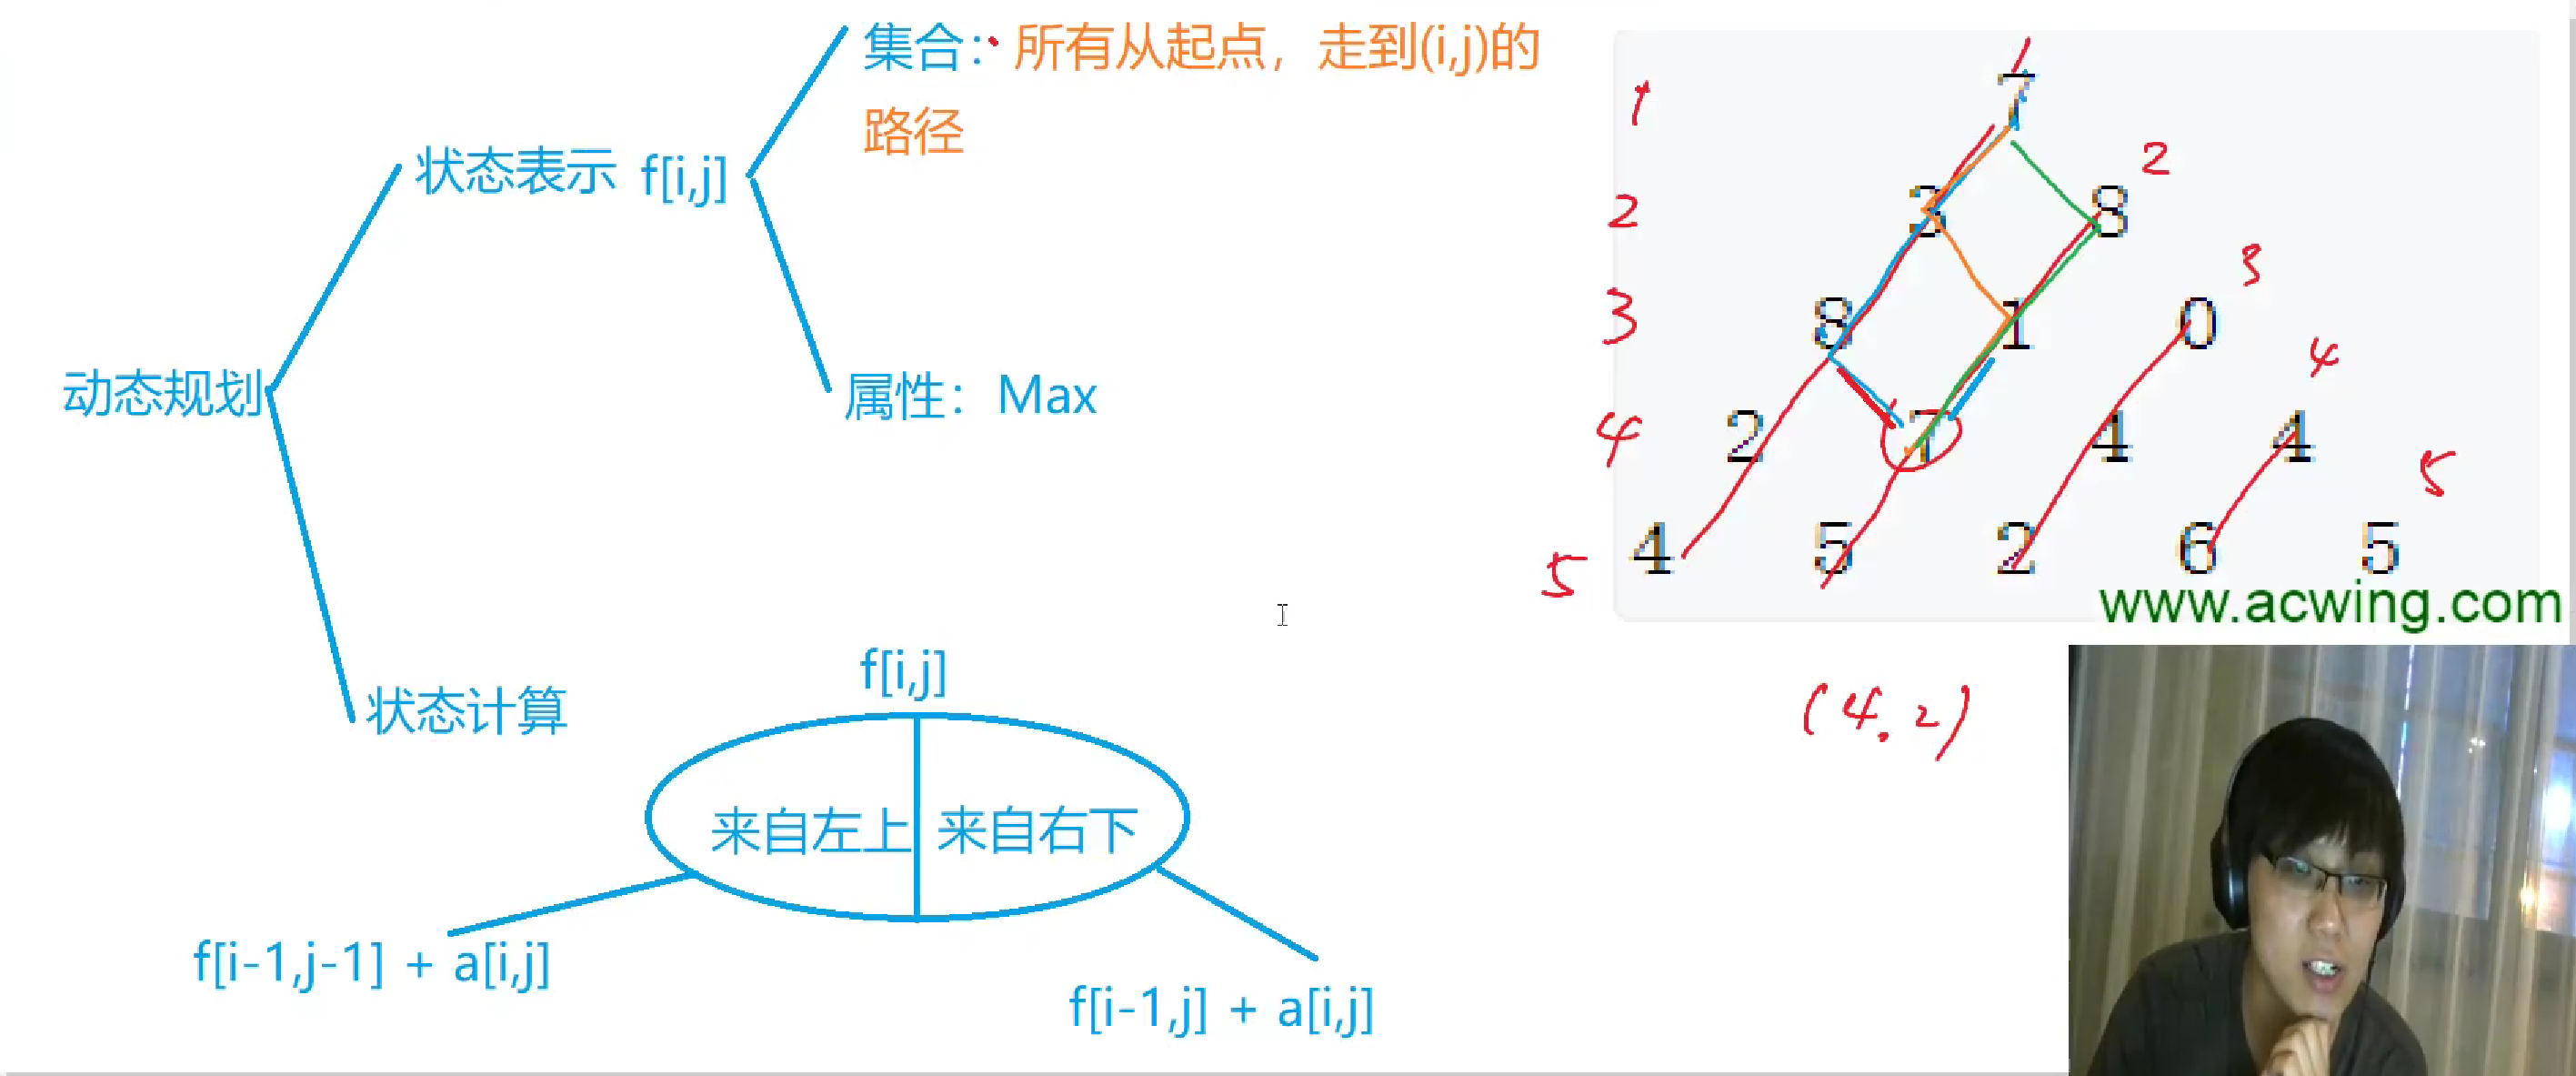 集合：所有从起点，走到(i,j)的
路径
状态表示 f[i,j]
动态规划
属性：Max
状态计算
f[i,j]
来自左上 来自右下
f[i-1,j-1] + a[i,j]
f[i-1,j] + a[i,j]
1
1 7
2 3 8 2
3 8 1 0 3
4 2 7 4 4 4
5 4 5 2 6 5 5
www.acwing.com
(4.2)